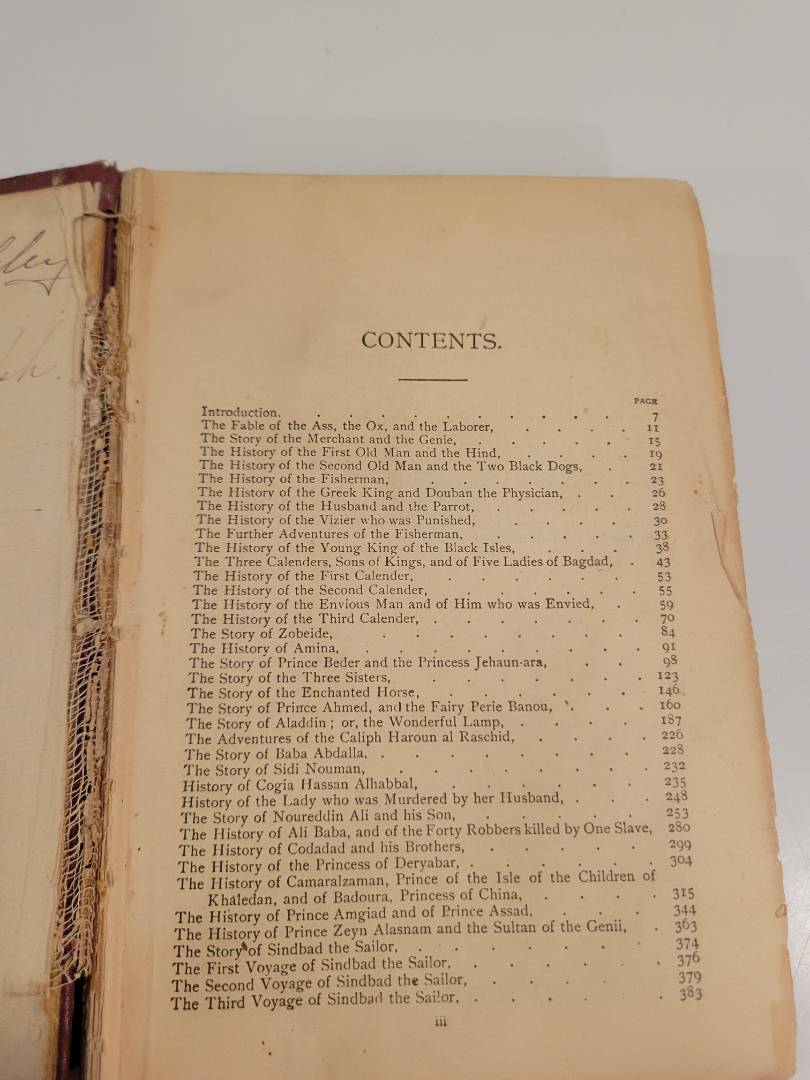 CONTENTS.
PAGE
Introduction. . . . . . . . . . 7
The Fable of the Ass, the Ox, and the Laborer, . . . . 11
The Story of the Merchant and the Genie, . . . . . 15
The History of the First Old Man and the Hind, . . . . 19
The History of the Second Old Man and the Two Black Dogs, . 21
The History of the Fisherman, . . . . . . . 23
The History of the Greek King and Douban the Physician, . . 26
The History of the Husband and the Parrot, . . . . . 28
The History of the Vizier who was Punished, . . . . 30
The Further Adventures of the Fisherman, . . . . . 33
The History of the Young King of the Black Isles, . . . 38
The Three Calenders, Sons of Kings, and of Five Ladies of Bagdad, . 43
The History of the First Calender, . . . . . . 53
The History of the Second Calender, . . . . . . 55
The History of the Envious Man and of Him who was Envied, . 59
The History of the Third Calender, . . . . . . . 70
The Story of Zobeide, . . . . . . . . 84
The History of Amina, . . . . . . . . . 91
The Story of Prince Beder and the Princess Jehaun-ara, . . 98
The Story of the Three Sisters, . . . . . . . 123
The Story of the Enchanted Horse, . . . . . . 146
The Story of Prince Ahmed, and the Fairy Perie Banou, . . . 160
The Story of Aladdin; or, the Wonderful Lamp, . . . . 187
The Adventures of the Caliph Haroun al Raschid, . . . . 226
The Story of Baba Abdalla, . . . . . . . . 228
The Story of Sidi Nouman, . . . . . . . . 232
History of Cogia Hassan Alhabbal, . . . . . . 235
History of the Lady who was Murdered by her Husband, . . . 248
The Story of Noureddin Ali and his Son, . . . . . 253
The History of Ali Baba, and of the Forty Robbers killed by One Slave, 280
The History of Codadad and his Brothers, . . . . . 299
The History of the Princess of Deryabar, . . . . . . 304
The History of Camaralzaman, Prince of the Isle of the Children of
Khaledan, and of Badoura, Princess of China, . . . . 315
The History of Prince Amgiad and of Prince Assad, . . . 344
The History of Prince Zeyn Alasnam and the Sultan of the Genii, . 363
The Story of Sindbad the Sailor, . . . . . . . 374
The First Voyage of Sindbad the Sailor, . . . . . . 376
The Second Voyage of Sindbad the Sailor, . . . . 379
The Third Voyage of Sindbad the Sailor, . . . . . 383
iii